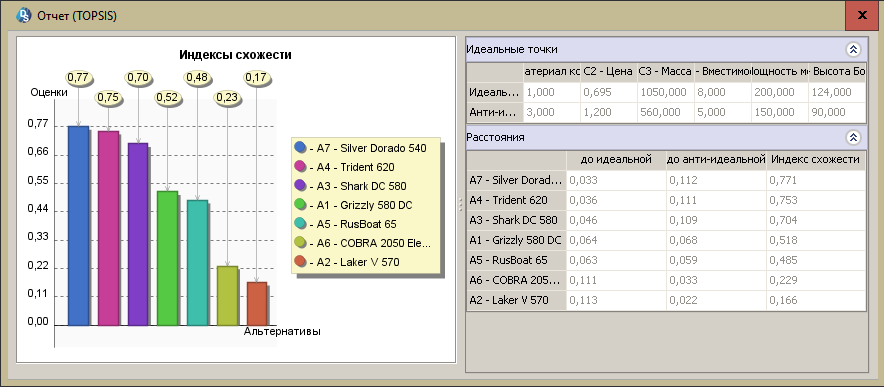 Отчет (TOPSIS)
Индексы схожести
0,77 0,75 0,70 0,52 0,48 0,23 0,17
Оценки
0,77
0,66
0,55
0,44
0,33
0,22
0,11
0,00
Альтернативы
- A7 - Silver Dorado 540
- A4 - Trident 620
- A3 - Shark DC 580
- A1 - Grizzly 580 DC
- A5 - RusBoat 65
- A6 - COBRA 2050 Ele...
- A2 - Laker V 570
Идеальные точки
атериал кс C2 - Цена C3 - Масса - Вместимо Мощность м Высота Бо
Идеаль... 1,000 0,695 1050,000 8,000 200,000 124,000
Анти-и... 3,000 1,200 560,000 5,000 150,000 90,000
Расстояния
до идеальной до анти-идеальной Индекс схожести
A7 - Silver Dorad... 0,033 0,112 0,771
A4 - Trident 620 0,036 0,111 0,753
A3 - Shark DC 580 0,046 0,109 0,704
A1 - Grizzly 580 DC 0,064 0,068 0,518
A5 - RusBoat 65 0,063 0,059 0,485
A6 - COBRA 205... 0,111 0,033 0,229
A2 - Laker V 570 0,113 0,022 0,166